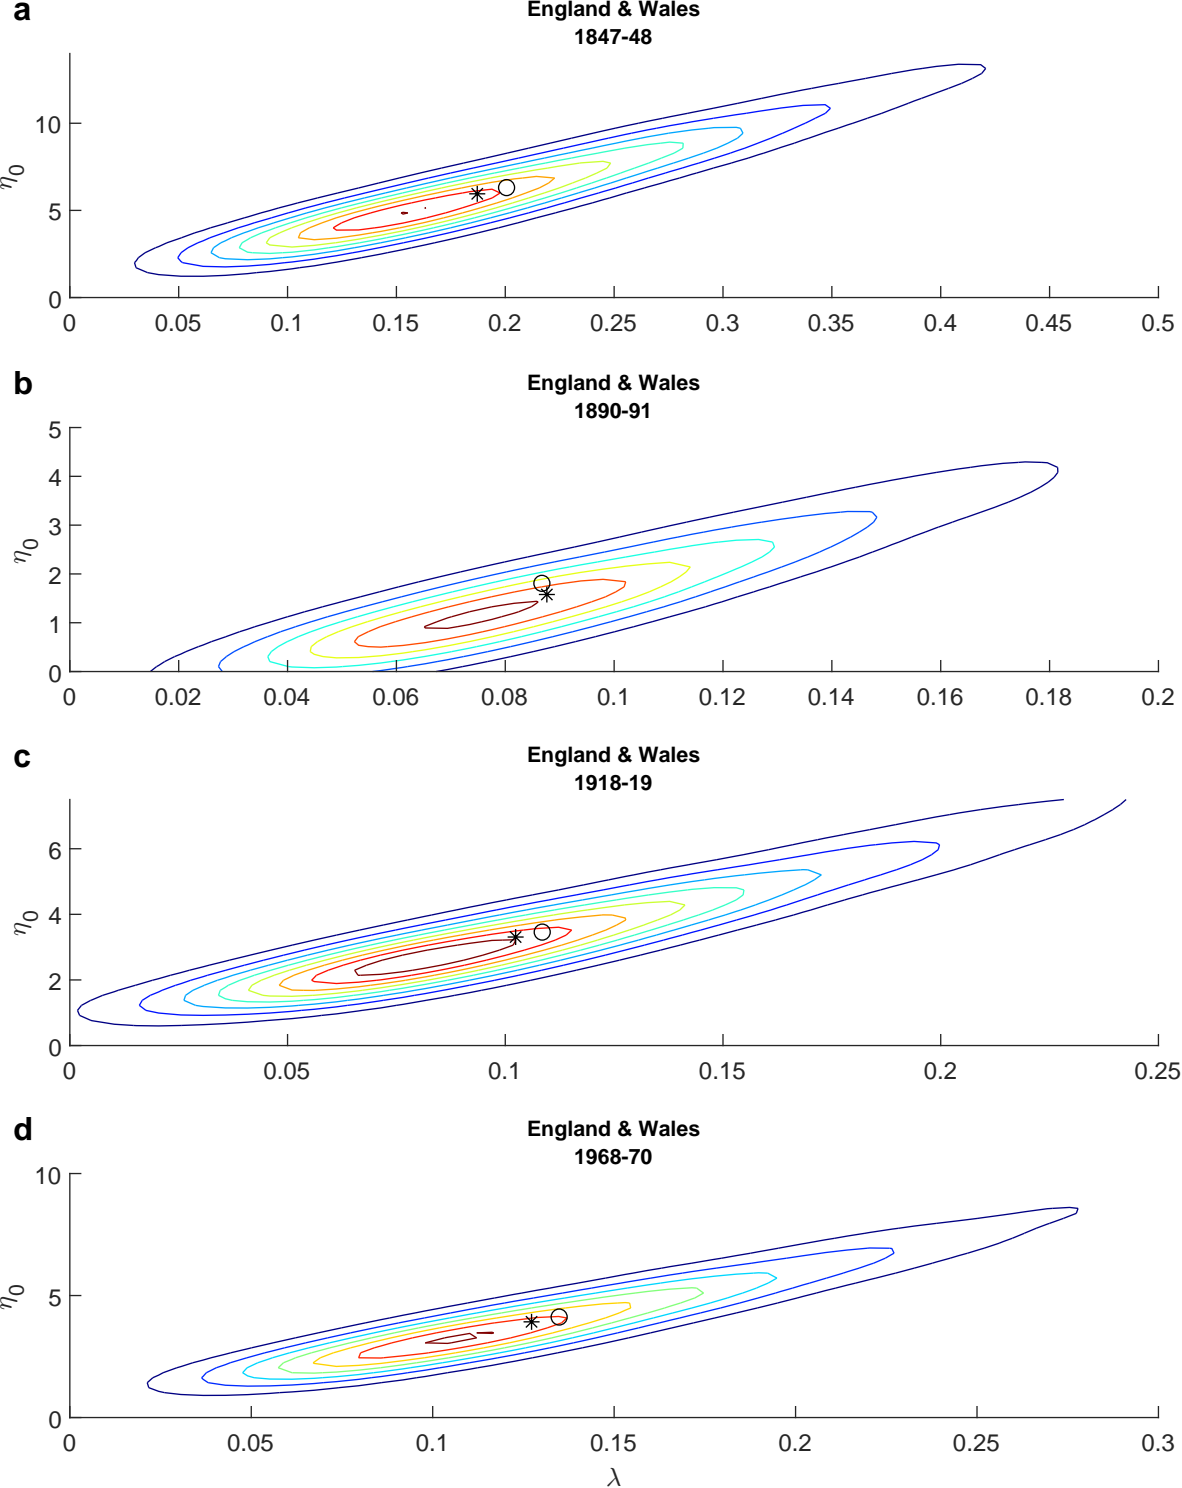 a
England & Wales
1847-48
10
5
0
η0
0 0.05 0.1 0.15 0.2 0.25 0.3 0.35 0.4 0.45 0.5
b
England & Wales
1890-91
5
4
3
2
1
0
η0
0 0.02 0.04 0.06 0.08 0.1 0.12 0.14 0.16 0.18 0.2
c
England & Wales
1918-19
6
4
2
0
η0
0 0.05 0.1 0.15 0.2 0.25
d
England & Wales
1968-70
10
5
0
η0
0 0.05 0.1 0.15 0.2 0.25 0.3
λ